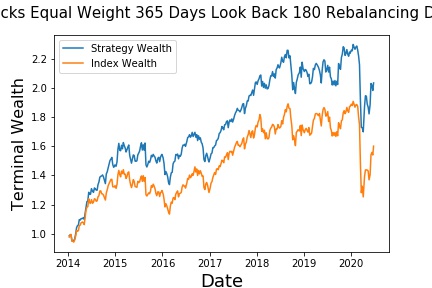 cks Equal Weight 365 Days Look Back 180 Rebalancing D
Strategy Wealth
Index Wealth
Terminal Wealth
2.2
2.0
1.8
1.6
1.4
1.2
1.0
2014 2015 2016 2017 2018 2019 2020
Date